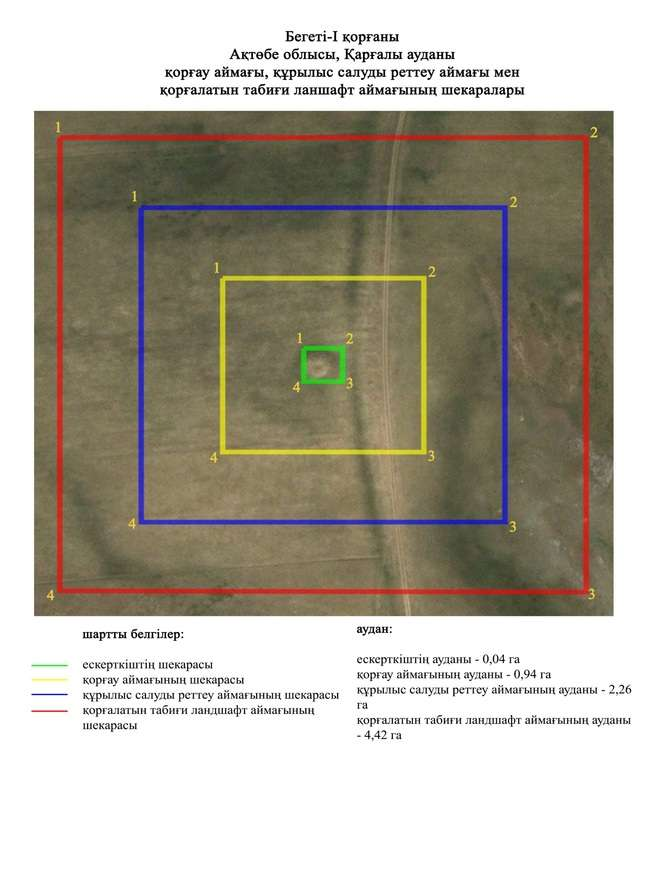 Бегеті-І қорғаны
Ақтөбе облысы, Қарғалы ауданы
қорғау аймағы, құрылыс салуды реттеу аймағы мен
қорғалатын табиғи ланшафт аймағының шекаралары
1
2
1
2
1
2
1
2
4
3
4
3
4
3
4
3
шартты белгілер:
ескерткіштің шекарасы
қорғау аймағының шекарасы
құрылыс салуды реттеу аймағының шекарасы
қорғалатын табиғи ландшафт аймағының
шекарасы
аудан:
ескерткіштің ауданы - 0,04 га
қорғау аймағының ауданы - 0,94 га
құрылыс салуды реттеу аймағының ауданы - 2,26
га
қорғалатын табиғи ландшафт аймағының ауданы
- 4,42 га